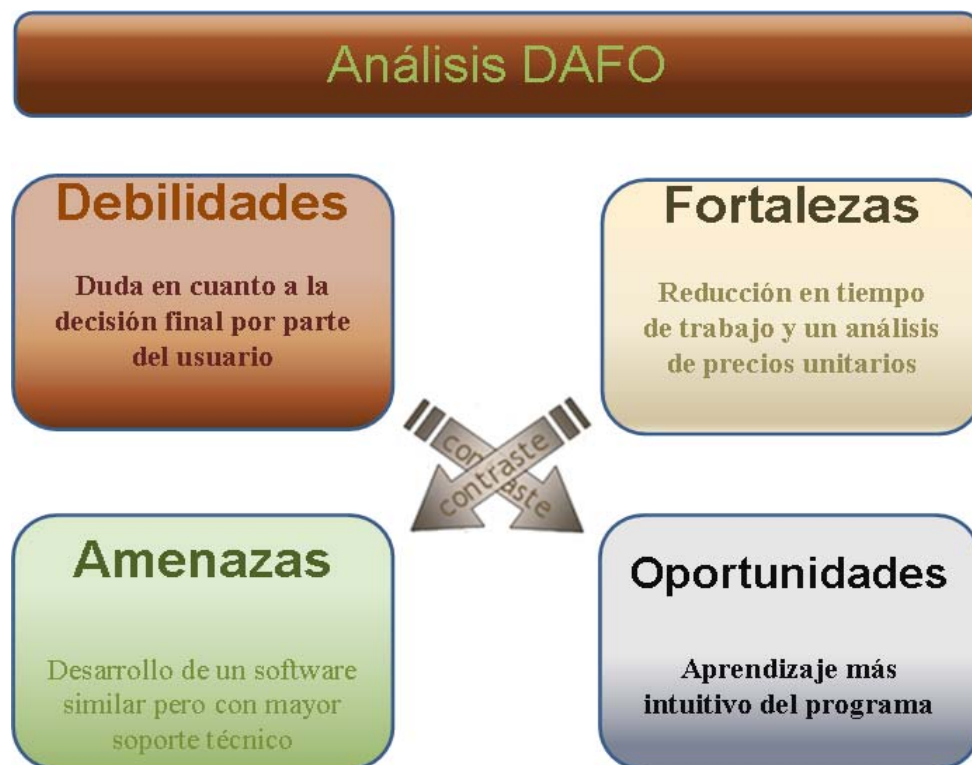 Análisis DAFO
Debilidades
Duda en cuanto a la
decisión final por parte
del usuario
Fortalezas
Reducción en tiempo
de trabajo y un análisis
de precios unitarios
contraste
contraste
Amenazas
Desarrollo de un software
similar pero con mayor
soporte técnico
Oportunidades
Aprendizaje más
intuitivo del programa